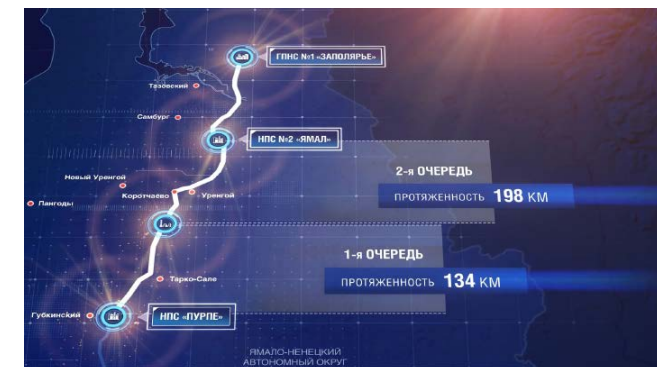 ГПНС №1 «ЗАПОЛЯРЬЕ»
Тазовский
Самбург
НПС №2 «ЯМАЛ»
2-я ОЧЕРЕДЬ
Новый Уренгой
Коротчаево
Уренгой
ПРОТЯЖЕННОСТЬ 198 КМ
Пангоды
1-я ОЧЕРЕДЬ
Тарко-Сале
ПРОТЯЖЕННОСТЬ 134 КМ
Губкинский
НПС «ПУРПЕ»
ЯМАЛО-НЕНЕЦКИЙ
АВТОНОМНЫЙ ОКРУГ